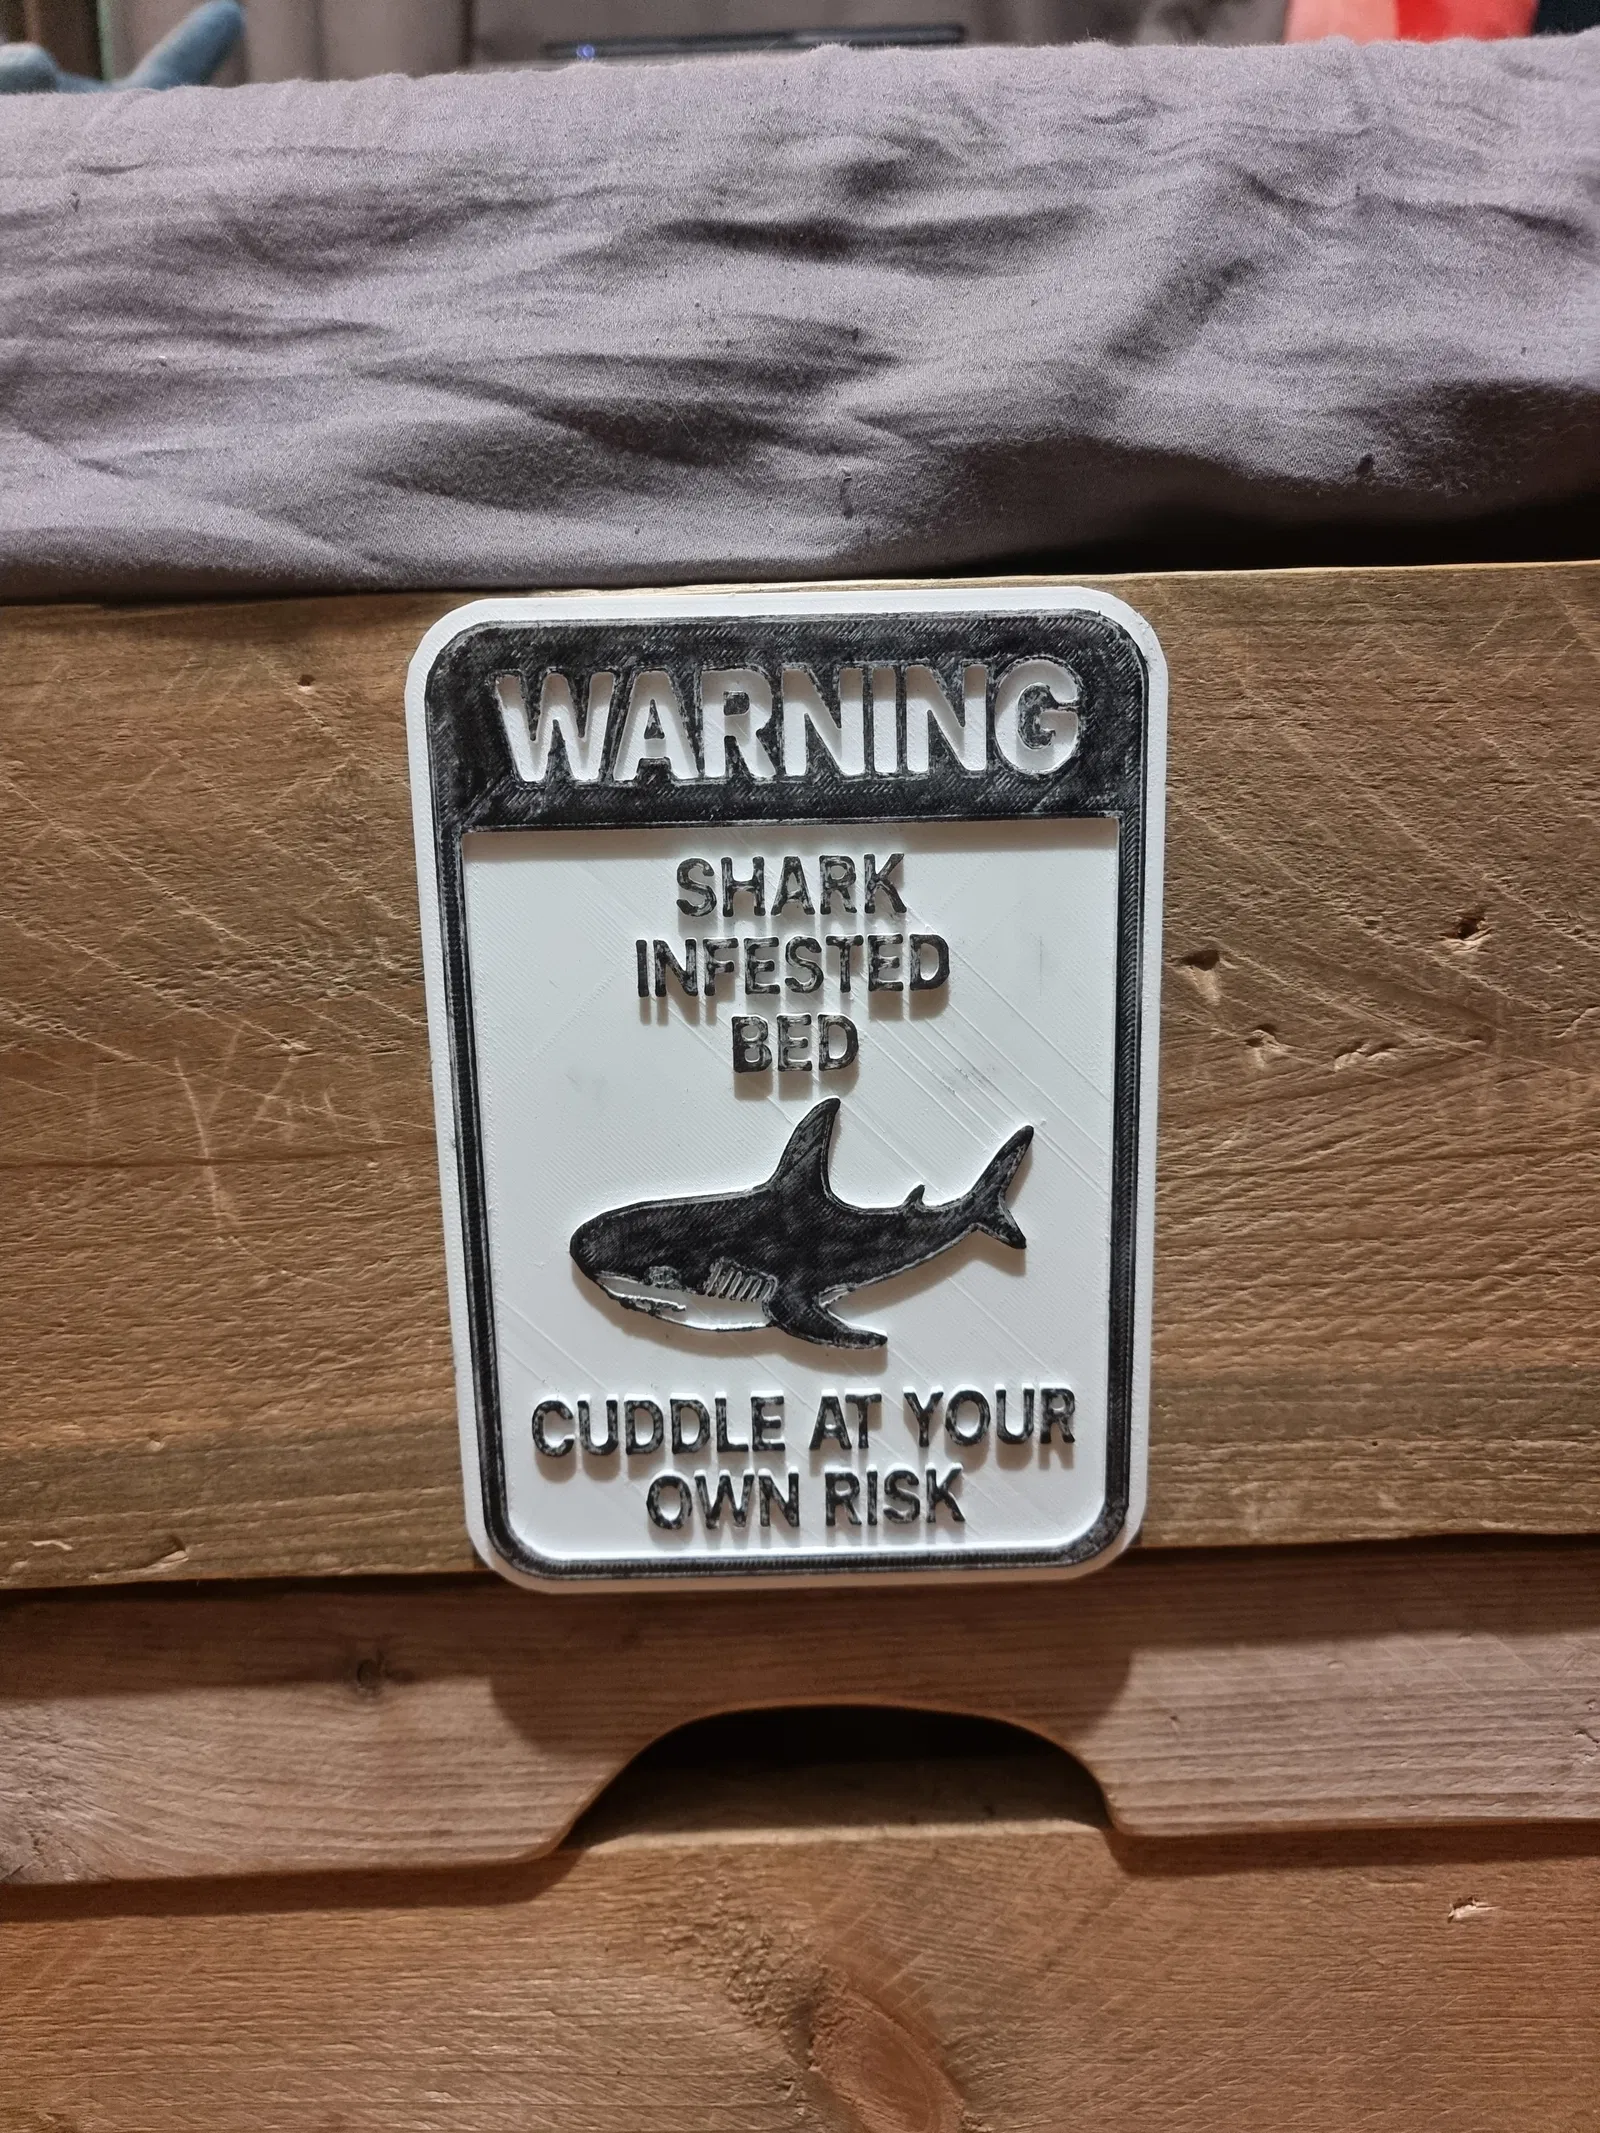 WARNING
SHARK
INFESTED
BED
CUDDLE AT YOUR
OWN RISK